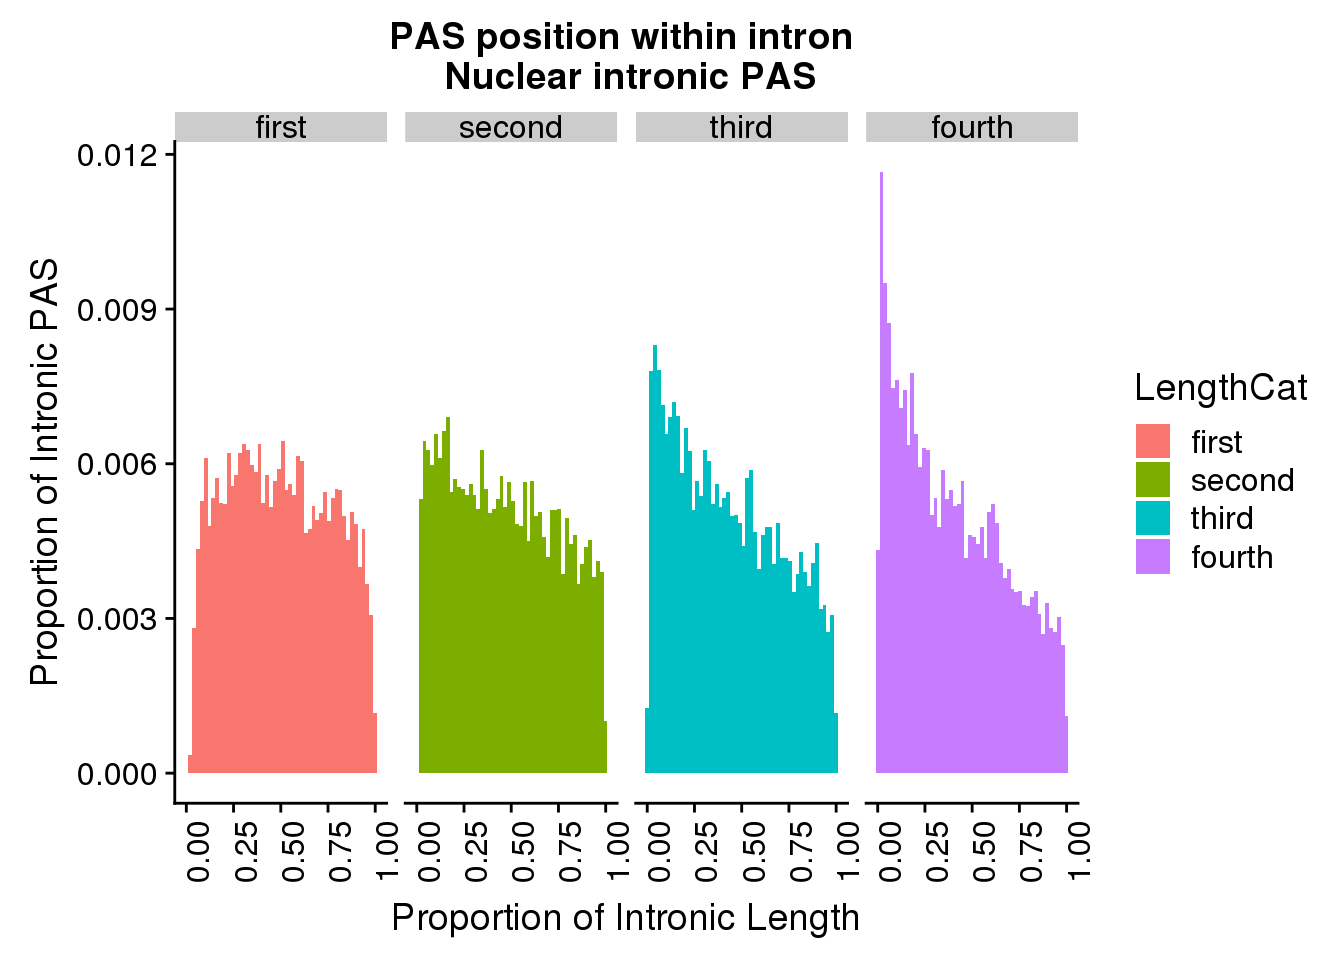 PAS position within intron
Nuclear intronic PAS
first second third fourth
0.012
0.009
0.006
0.003
0.000
Proportion of Intronic PAS
0.00 0.25 0.50 0.75 1.00 0.00 0.25 0.50 0.75 1.00 0.00 0.25 0.50 0.75 1.00 0.00 0.25 0.50 0.75 1.00
Proportion of Intronic Length
LengthCat
first
second
third
fourth